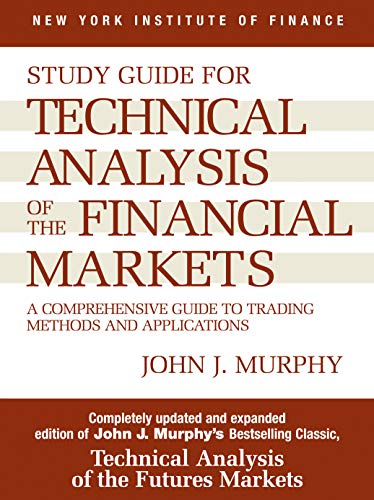 NEW YORK INSTITUTE OF FINANCE
STUDY GUIDE FOR
TECHNICAL
ANALYSIS
OF THE FINANCIAL
MARKETS
A COMPREHENSIVE GUIDE TO TRADING
METHODS AND APPLICATIONS
JOHN J. MURPHY
Completely updated and expanded
edition of John J. Murphy's Bestselling Classic,
Technical Analysis
of the Futures Markets